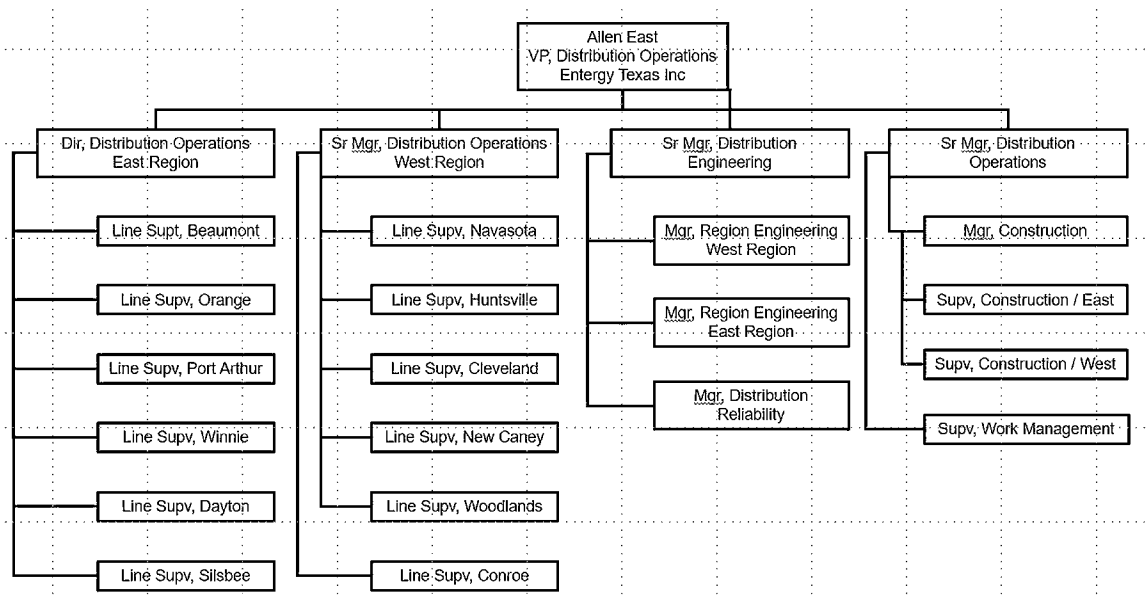 Allen East
VP, Distribution Operations
Entergy Texas Inc
Dir, Distribution Operations
East Region
Line Supt, Beaumont
Line Supv, Orange
Line Supv, Port Arthur
Line Supv, Winnie
Line Supv, Dayton
Line Supv, Silsbee
Sr Mgr, Distribution Operations
West Region
Line Supv, Navasota
Line Supv, Huntsville
Line Supv, Cleveland
Line Supv, New Caney
Line Supv, Woodlands
Line Supv, Conroe
Sr Mgr, Distribution
Engineering
Mgr, Region Engineering
West Region
Mgr, Region Engineering
East Region
Mgr, Distribution
Reliability
Sr Mgr, Distribution
Operations
Mgr, Construction
Supv, Construction / East
Supv, Construction / West
Supv, Work Management